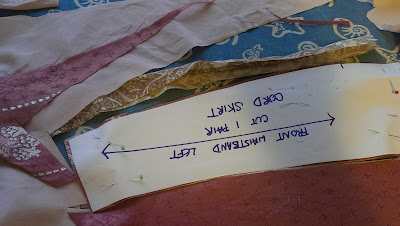 FRONT WAISTBAND LEFT
CUT 1 PAIR
CORD SKIRT